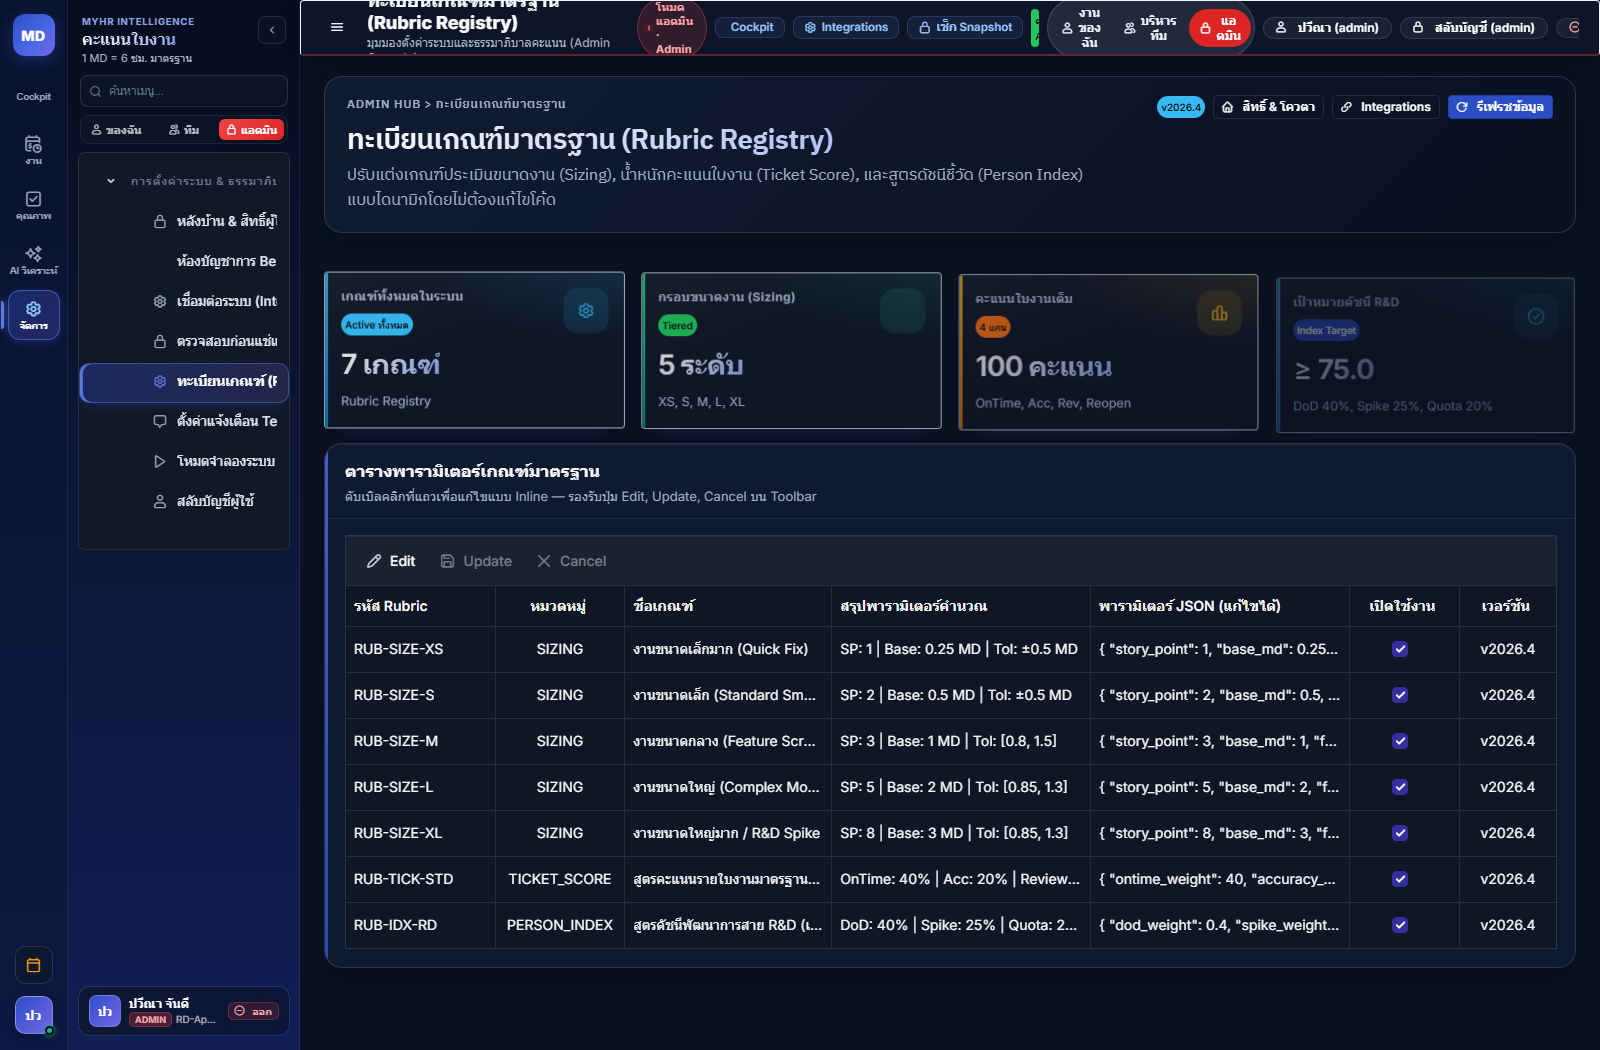 MD
Cockpit
งาน
คุณภาพ
AI วิเคราะห์
จัดการ
ปว
MYHR INTELLIGENCE
คะแนนใบงาน
1 MD = 6 ชม. มาตรฐาน
ค้นหาเมนู...
ของฉัน
ทีม
แอดมิน
การตั้งค่าระบบ & ธรรมาภิบ
หลังบ้าน & สิทธิ์ผู้
ห้องบัญชาการ Be
เชื่อมต่อระบบ (Int
ตรวจสอบก่อนแช่
ทะเบียนเกณฑ์ (F
ตั้งค่าแจ้งเตือน Te
โหมดจำลองระบบ
สลับบัญชีผู้ใช้
ปว
ปวีณา จันดี
ADMIN RD-Ap...
ออก
ทะเบียนเกณฑ์มาตรฐาน
(Rubric Registry)
มุมมองตั้งค่าระบบและธรรมาภิบาลคะแนน (Admin
โหมด
แอดมิน
·
Admin
Cockpit
Integrations
เช็ก Snapshot
งาน
ของ
ฉัน
บริหาร
ทีม
แอ
ดมิน
ปวีณา (admin)
สลับบัญชี (admin)
ADMIN HUB > ทะเบียนเกณฑ์มาตรฐาน
v2026.4
สิทธิ์ & โควตา
Integrations
รีเฟรชข้อมูล
ทะเบียนเกณฑ์มาตรฐาน (Rubric Registry)
ปรับแต่งเกณฑ์ประเมินขนาดงาน (Sizing), น้ำหนักคะแนนใบงาน (Ticket Score), และสูตรดัชนีชี้วัด (Person Index)
แบบไดนามิกโดยไม่ต้องแก้ไขโค้ด
เกณฑ์ทั้งหมดในระบบ
Active ทั้งหมด
7 เกณฑ์
Rubric Registry
กรอบขนาดงาน (Sizing)
Tiered
5 ระดับ
XS, S, M, L, XL
คะแนนใบงานเต็ม
4 แกน
100 คะแนน
OnTime, Acc, Rev, Reopen
เป้าหมายดัชนี R&D
Index Target
≥ 75.0
DoD 40%, Spike 25%, Quota 20%
ตารางพารามิเตอร์เกณฑ์มาตรฐาน
ดับเบิลคลิกที่แถวเพื่อแก้ไขแบบ Inline — รองรับปุ่ม Edit, Update, Cancel บน Toolbar
Edit Update Cancel
รหัส Rubric หมวดหมู่ ชื่อเกณฑ์ สรุปพารามิเตอร์คำนวณ พารามิเตอร์ JSON (แก้ไขได้) เปิดใช้งาน เวอร์ชัน
RUB-SIZE-XS SIZING งานขนาดเล็กมาก (Quick Fix) SP: 1 | Base: 0.25 MD | Tol: ±0.5 MD { "story_point": 1, "base_md": 0.25... v2026.4
RUB-SIZE-S SIZING งานขนาดเล็ก (Standard Sm... SP: 2 | Base: 0.5 MD | Tol: ±0.5 MD { "story_point": 2, "base_md": 0.5, ... v2026.4
RUB-SIZE-M SIZING งานขนาดกลาง (Feature Scr... SP: 3 | Base: 1 MD | Tol: [0.8, 1.5] { "story_point": 3, "base_md": 1, "f... v2026.4
RUB-SIZE-L SIZING งานขนาดใหญ่ (Complex Mo... SP: 5 | Base: 2 MD | Tol: [0.85, 1.3] { "story_point": 5, "base_md": 2, "f... v2026.4
RUB-SIZE-XL SIZING งานขนาดใหญ่มาก / R&D Spike SP: 8 | Base: 3 MD | Tol: [0.85, 1.3] { "story_point": 8, "base_md": 3, "f... v2026.4
RUB-TICK-STD TICKET_SCORE สูตรคะแนนรายใบงานมาตรฐาน... OnTime: 40% | Acc: 20% | Review... { "ontime_weight": 40, "accuracy_... v2026.4
RUB-IDX-RD PERSON_INDEX สูตรดัชนีพัฒนาการสาย R&D (เ... DoD: 40% | Spike: 25% | Quota: 2... { "dod_weight": 0.4, "spike_weight... v2026.4